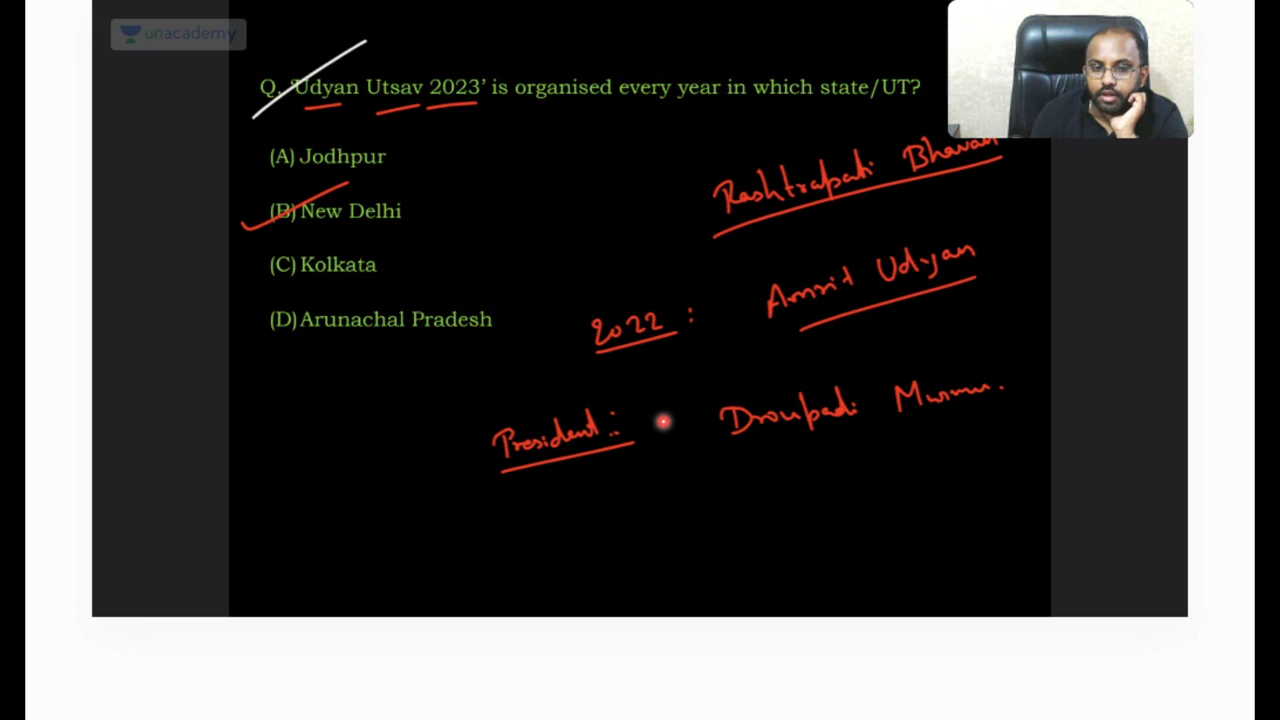 unacademy
Q. ‘Udyan Utsav 2023’ is organised every year in which state/UT?
(A) Jodhpur
(B) New Delhi
(C) Kolkata
(D) Arunachal Pradesh
Rashtrapati Bhavan
2022 : Amrit Udyan
President : Droupadi Murmu.